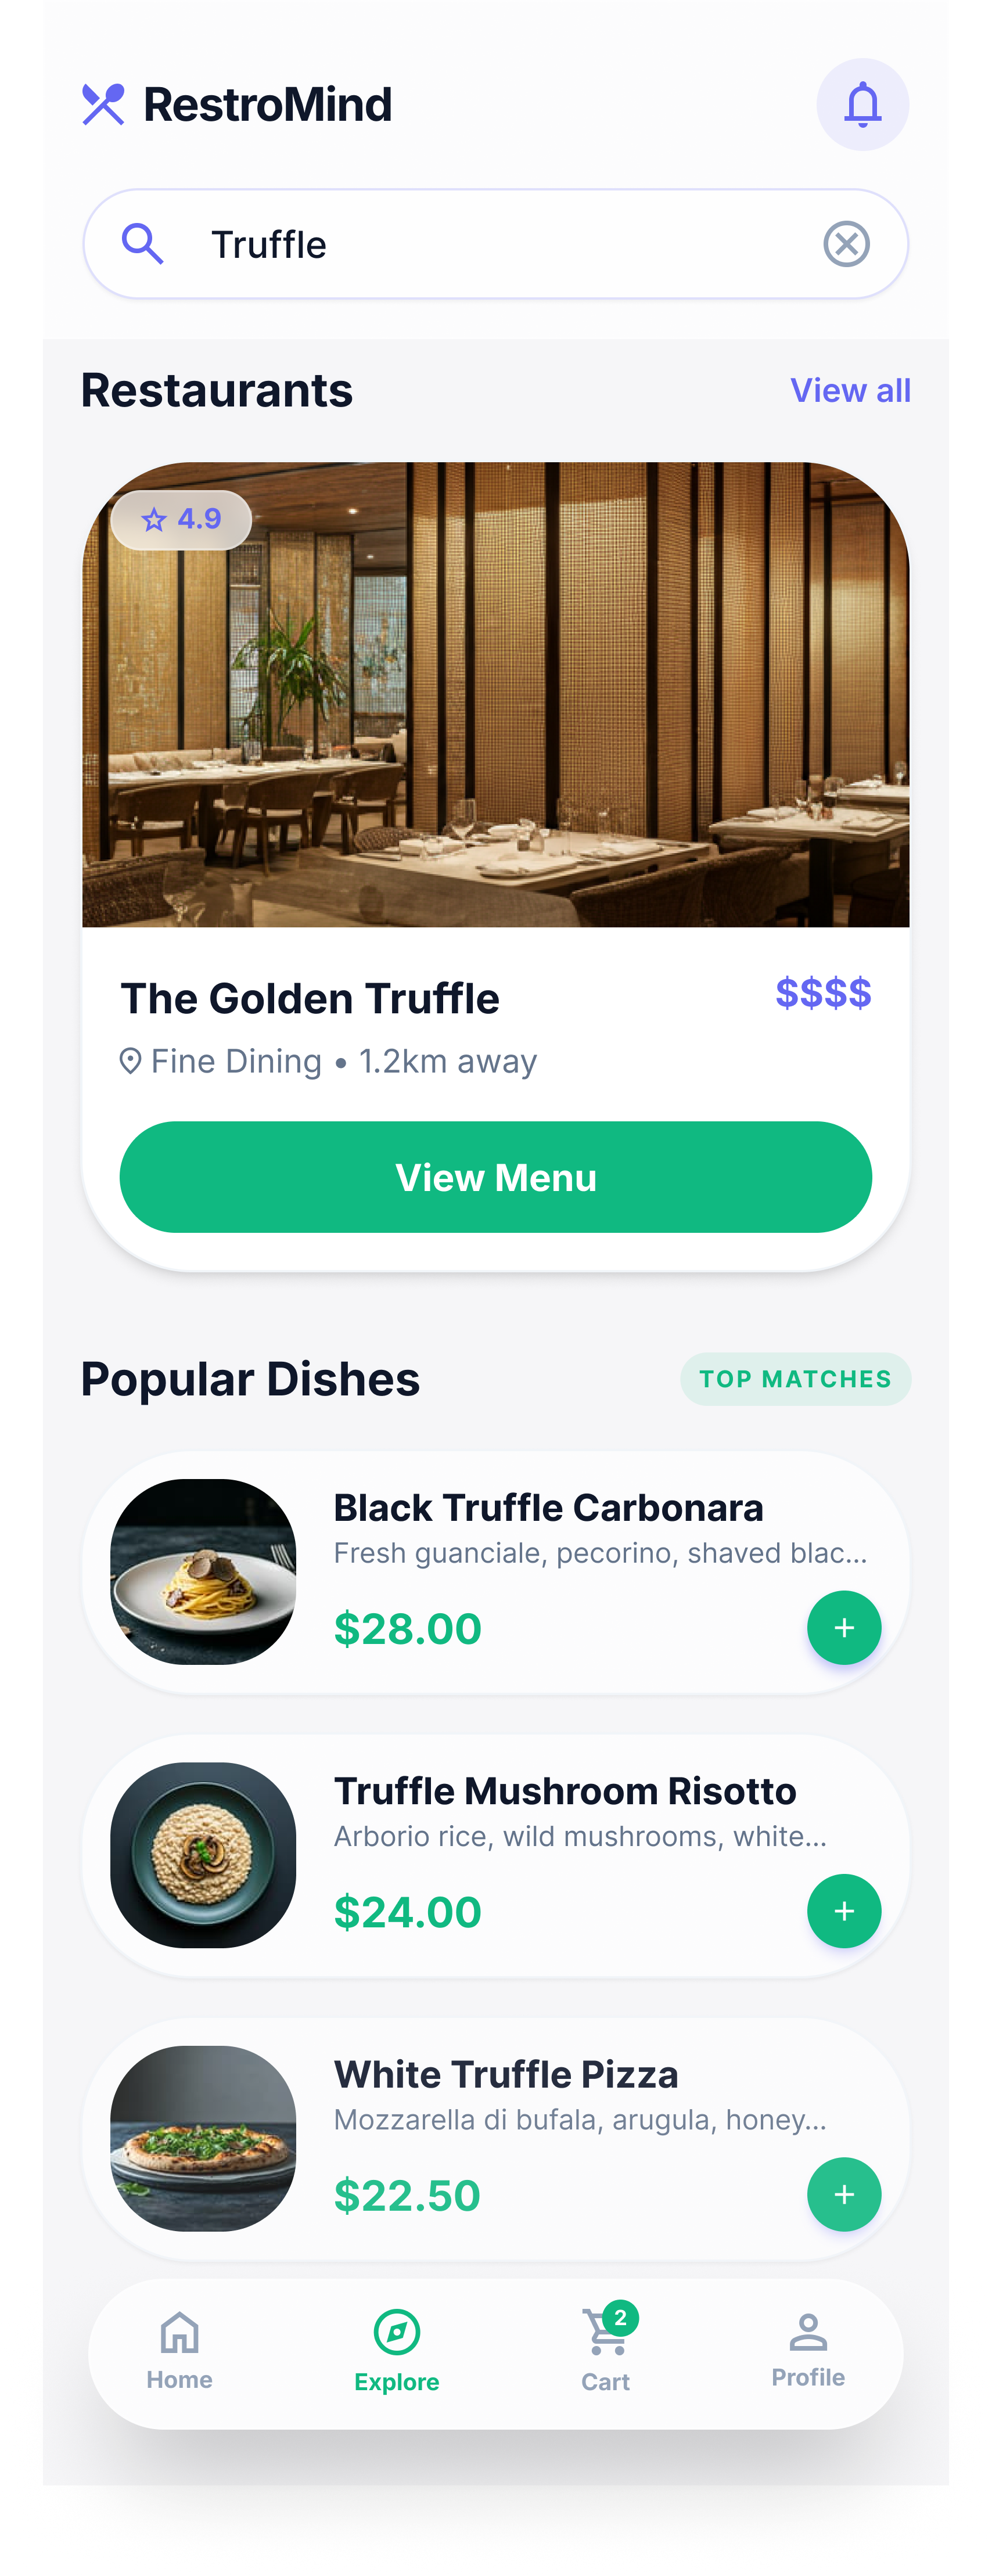 RestroMind
Truffle
Restaurants
View all
4.9
The Golden Truffle
$$$$
Fine Dining • 1.2km away
View Menu
Popular Dishes
TOP MATCHES
Black Truffle Carbonara
Fresh guanciale, pecorino, shaved blac...
$28.00
+
Truffle Mushroom Risotto
Arborio rice, wild mushrooms, white...
$24.00
+
White Truffle Pizza
Mozzarella di bufala, arugula, honey...
$22.50
+
2
Home
Explore
Cart
Profile